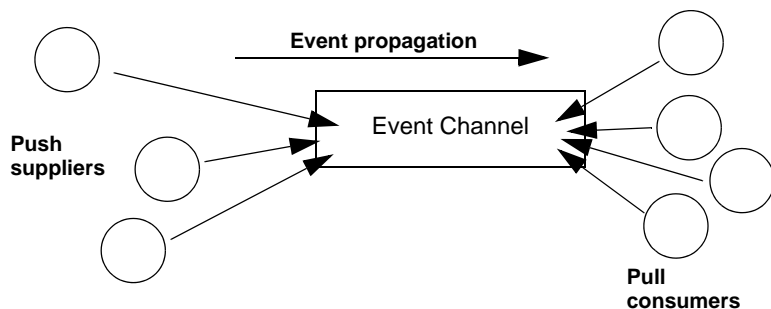 Event propagation
Event Channel
Push
suppliers
Pull
consumers